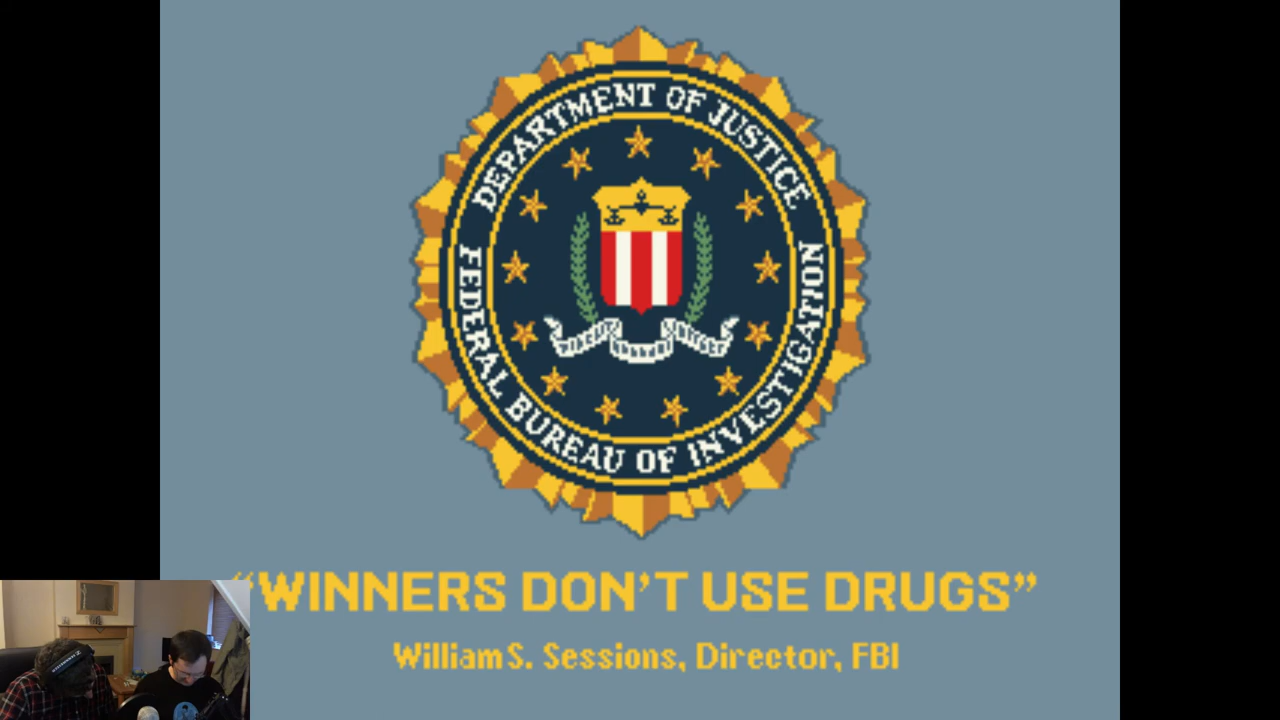 DEPARTMENT OF JUSTICE
FEDERAL BUREAU OF INVESTIGATION
“WINNERS DON’T USE DRUGS”
William S. Sessions, Director, FBI